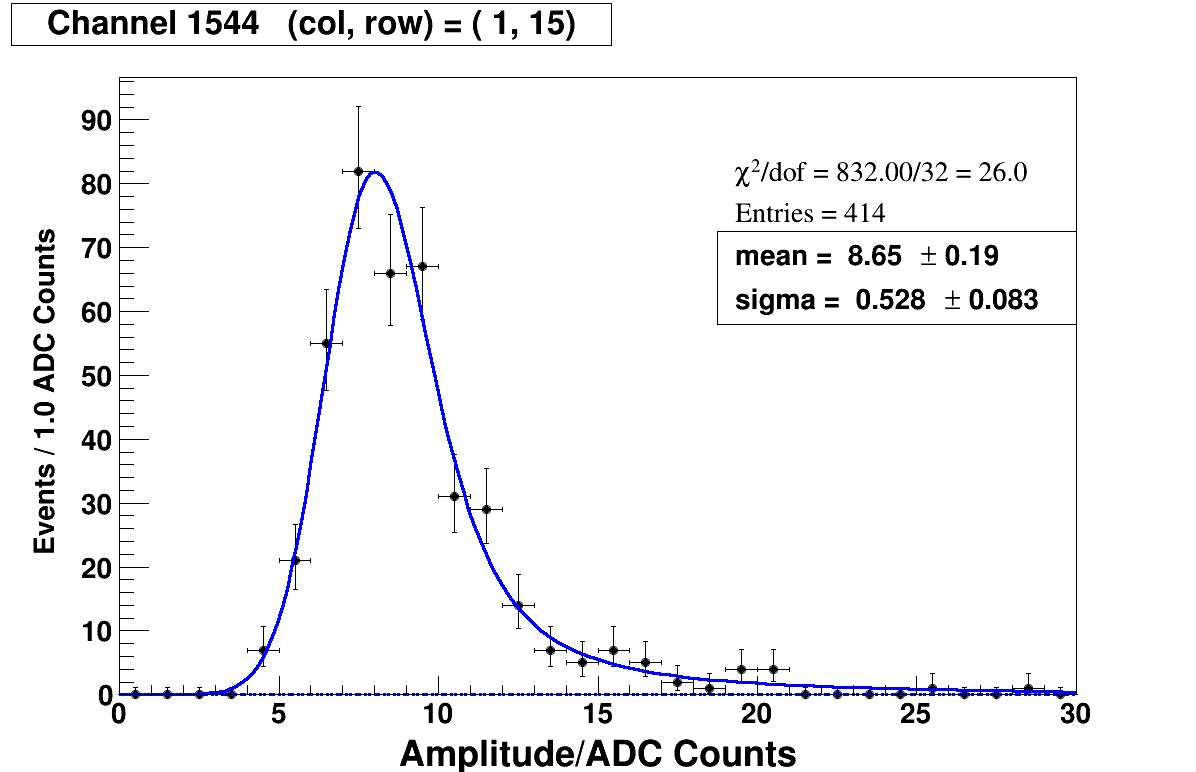 Channel 1544 (col, row) = ( 1, 15)
χ²/dof = 832.00/32 = 26.0
Entries = 414
mean = 8.65 ± 0.19
sigma = 0.528 ± 0.083
Events / 1.0 ADC Counts
90
80
70
60
50
40
30
20
10
0
0 5 10 15 20 25 30
Amplitude/ADC Counts